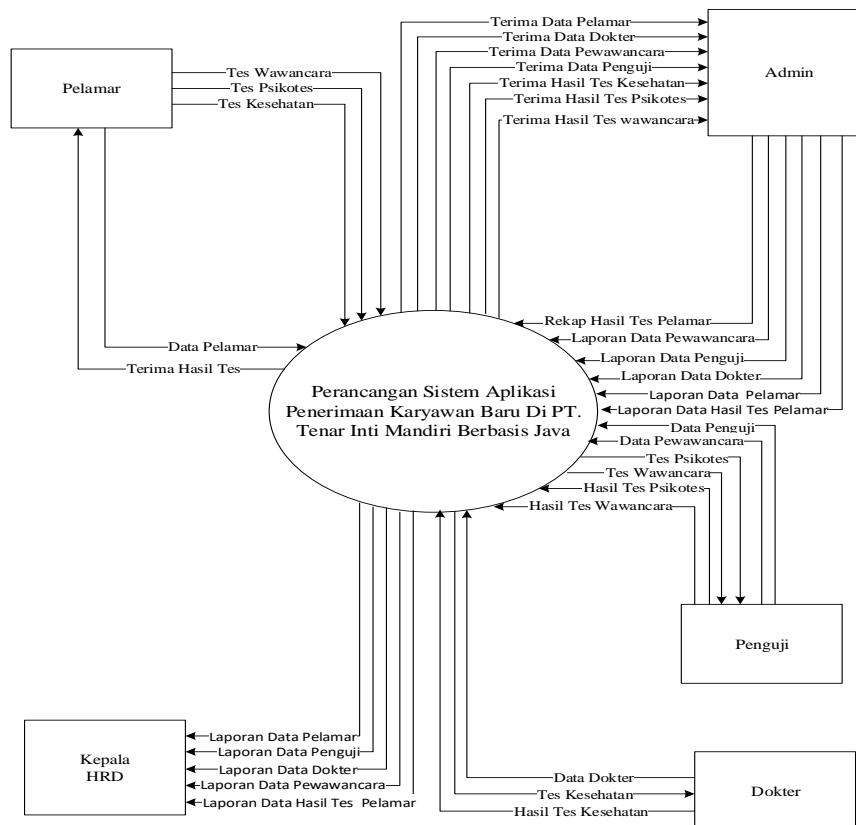 Terima Data Pelamar
Terima Data Dokter
Terima Data Pewawancara
Terima Data Penguji
Terima Hasil Tes Kesehatan
Terima Hasil Tes Psikotes
Terima Hasil Tes wawancara
Admin
Pelamar
Tes Wawancara
Tes Psikotes
Tes Kesehatan
Data Pelamar
Terima Hasil Tes
Rekap Hasil Tes Pelamar
Laporan Data Pewawancara
Laporan Data Penguji
Laporan Data Dokter
Laporan Data Pelamar
Laporan Data Hasil Tes Pelamar
Perancangan Sistem Aplikasi
Penerimaan Karyawan Baru Di PT.
Tenar Inti Mandiri Berbasis Java
Data Penguji
Data Pewawancara
Tes Psikotes
Tes Wawancara
Hasil Tes Psikotes
Hasil Tes Wawancara
Penguji
Kepala
HRD
Laporan Data Pelamar
Laporan Data Penguji
Laporan Data Dokter
Laporan Data Pewawancara
Laporan Data Hasil Tes Pelamar
Data Dokter
Tes Kesehatan
Hasil Tes Kesehatan
Dokter